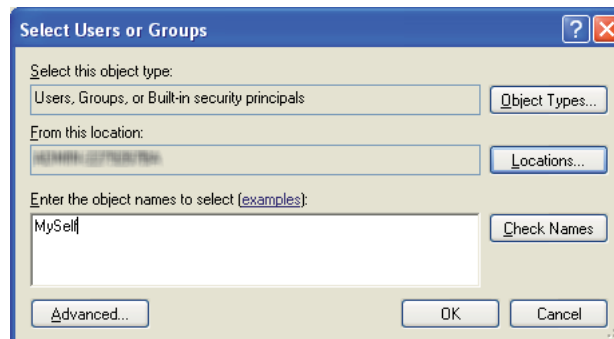 Select Users or Groups
Select this object type:
Users, Groups, or Built-in security principals
Object Types...
From this location:
Locations...
Enter the object names to select (examples):
MySelf
Check Names
Advanced...
OK
Cancel